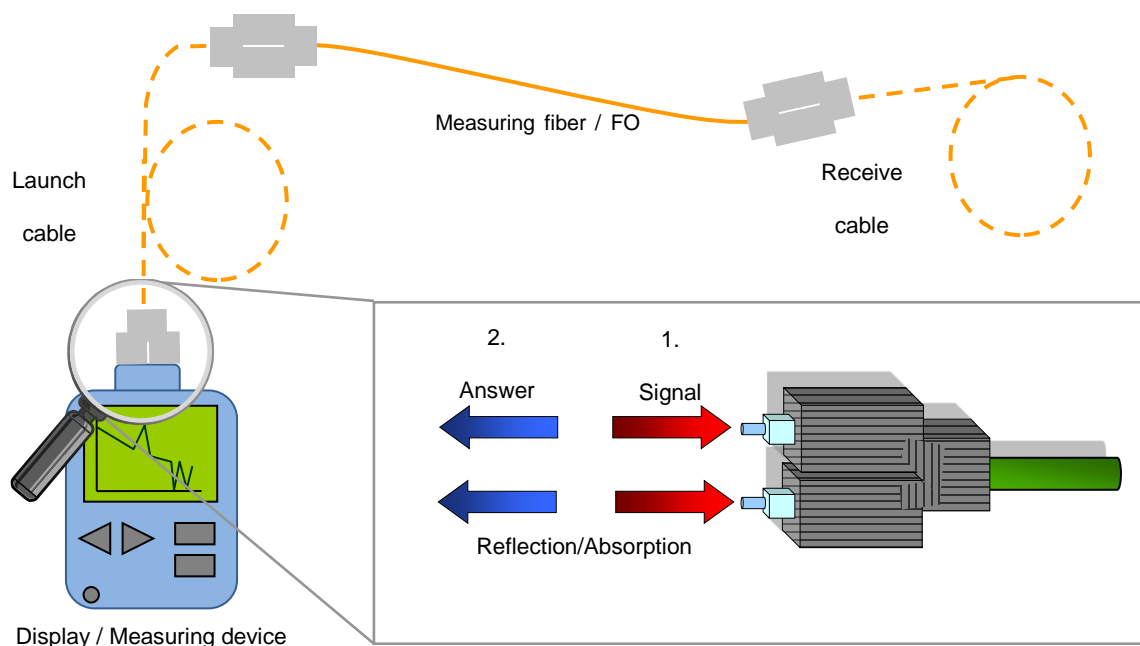 Measuring fiber / FO
Launch
cable
Receive
cable
2.
1.
Answer
Signal
Reflection/Absorption
Display / Measuring device